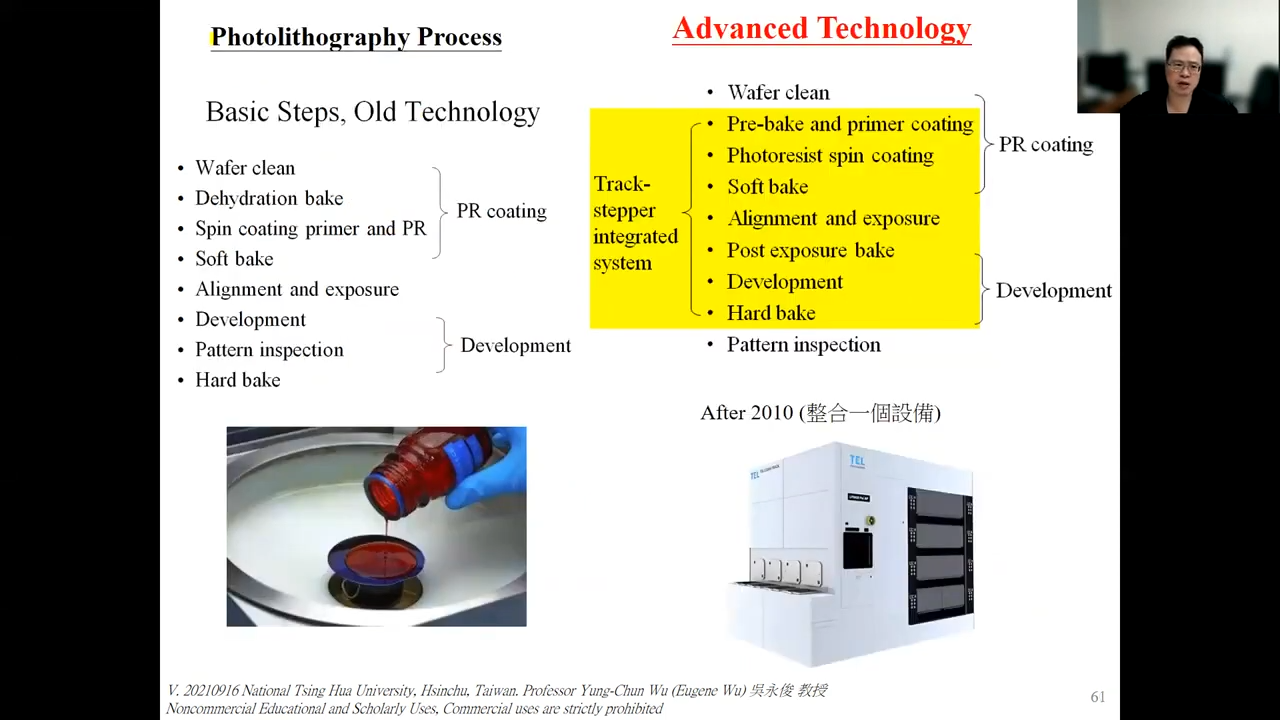 Photolithography Process
Basic Steps, Old Technology
• Wafer clean
• Dehydration bake
• Spin coating primer and PR
• Soft bake
PR coating
• Alignment and exposure
• Development
• Pattern inspection
• Hard bake
Development
Advanced Technology
• Wafer clean
• Pre-bake and primer coating
• Photoresist spin coating
• Soft bake
• Alignment and exposure
• Post exposure bake
• Development
• Hard bake
• Pattern inspection
PR coating
Track-
stepper
integrated
system
Development
After 2010 (整合一個設備)
TEL
TEL
V. 20210916 National Tsing Hua University, Hsinchu, Taiwan. Professor Yung-Chun Wu (Eugene Wu) 吳永俊 教授
Noncommercial Educational and Scholarly Uses, Commercial uses are strictly prohibited
61